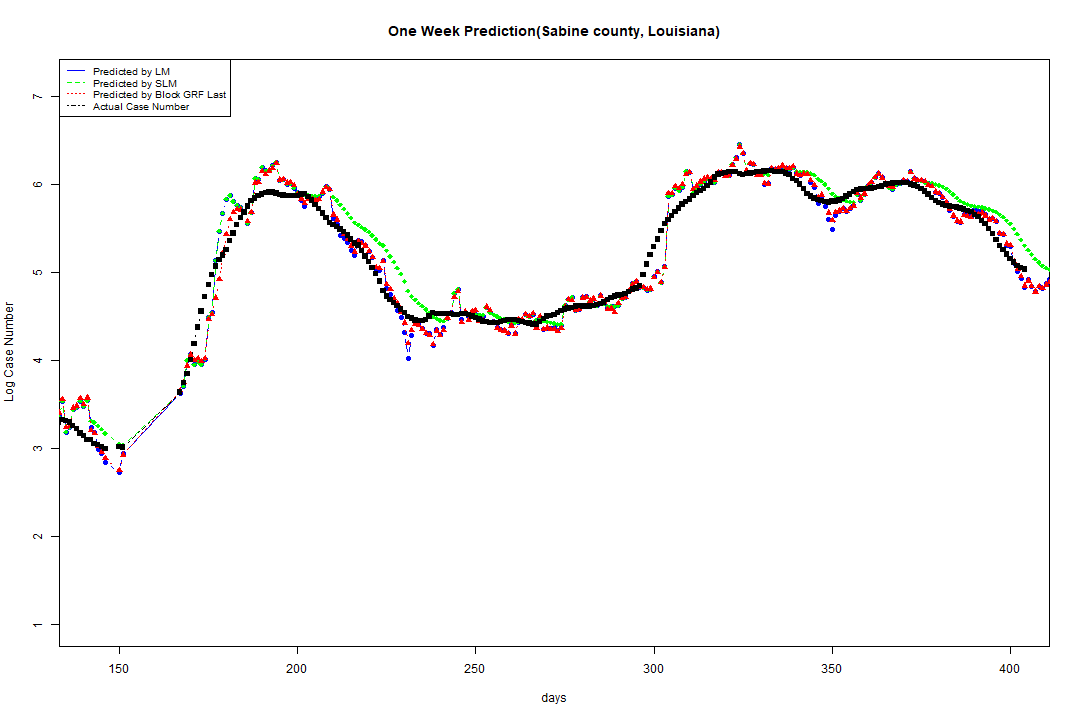 One Week Prediction(Sabine county, Louisiana)
Predicted by LM
Predicted by SLM
Predicted by Block GRF Last
Actual Case Number
7
6
5
4
3
2
1
Log Case Number
150 200 250 300 350 400
days